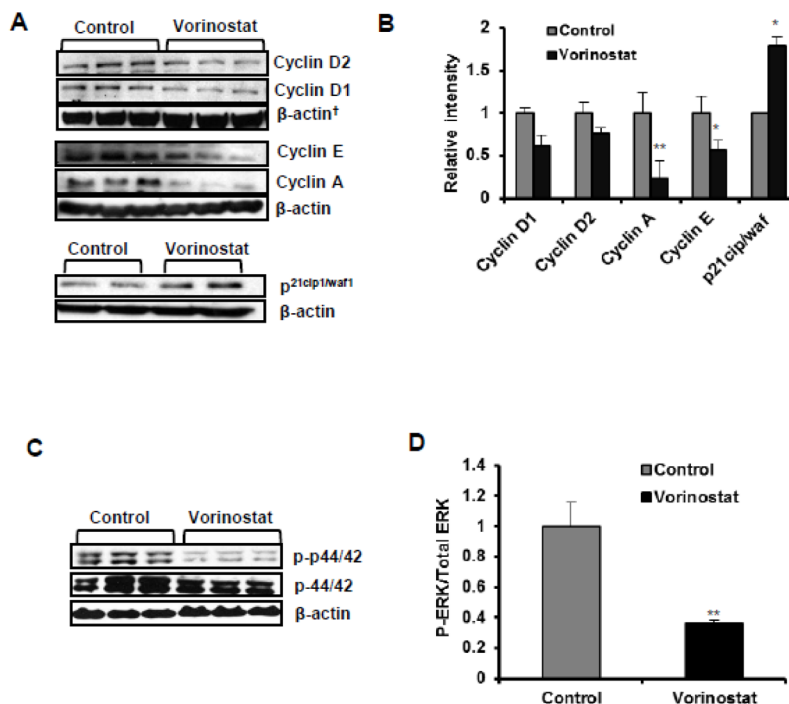 A
Control Vorinostat
Cyclin D2
Cyclin D1
β-actin†
Cyclin E
Cyclin A
β-actin
Control Vorinostat
p21cip1/waf1
β-actin
B
Relative Intensity
2
1.5
1
0.5
0
Control
Vorinostat
**
*
*
Cyclin D1
Cyclin D2
Cyclin A
Cyclin E
p21cip/waf
C
Control Vorinostat
p-p44/42
p-44/42
β-actin
D
P-ERK/Total ERK
1.4
1.2
1
0.8
0.6
0.4
0.2
0
Control
Vorinostat
**
Control Vorinostat